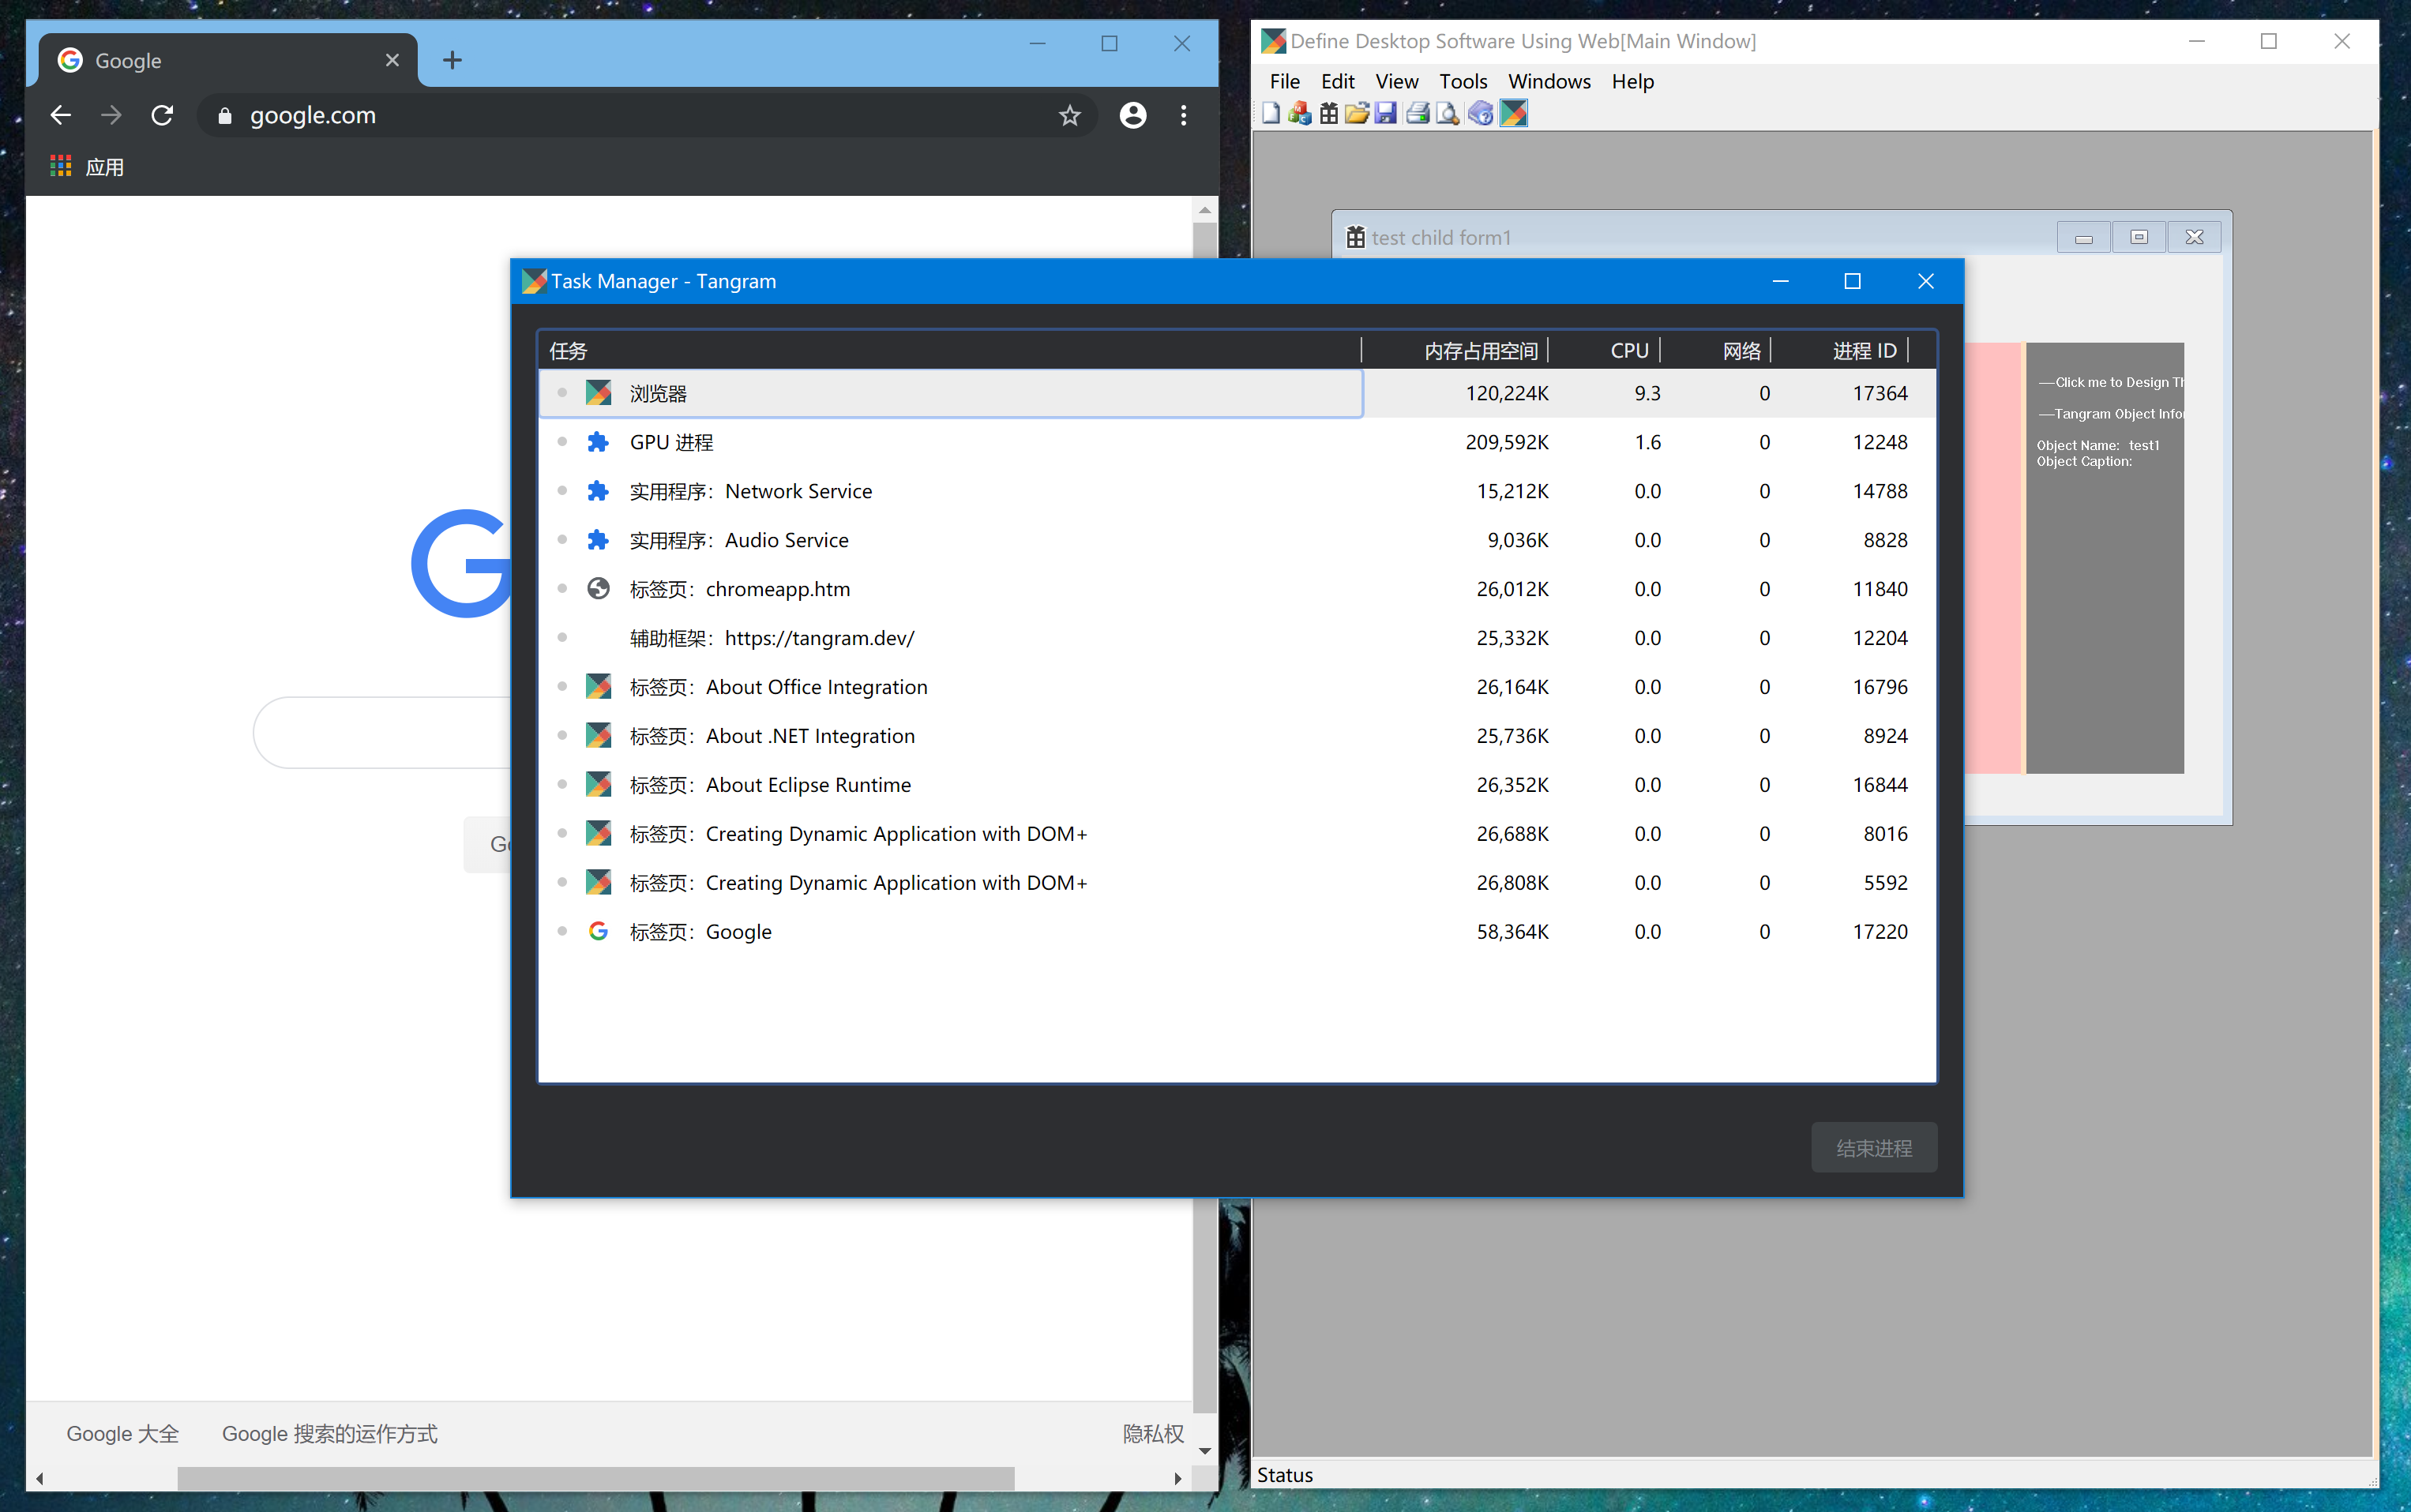 Google
google.com
应用
G
Go
Google 大全 Google 搜索的运作方式 隐私权
Define Desktop Software Using Web[Main Window]
File Edit View Tools Windows Help
test child form1
Click me to Design
Tangram Object
Object Name: test1
Object Caption:
Status
Task Manager - Tangram
任务 内存占用空间 CPU 网络 进程 ID
浏览器 120,224K 9.3 0 17364
GPU 进程 209,592K 1.6 0 12248
实用程序：Network Service 15,212K 0.0 0 14788
实用程序：Audio Service 9,036K 0.0 0 8828
标签页：chromeapp.htm 26,012K 0.0 0 11840
辅助框架：https://tangram.dev/ 25,332K 0.0 0 12204
标签页：About Office Integration 26,164K 0.0 0 16796
标签页：About .NET Integration 25,736K 0.0 0 8924
标签页：About Eclipse Runtime 26,352K 0.0 0 16844
标签页：Creating Dynamic Application with DOM+ 26,688K 0.0 0 8016
标签页：Creating Dynamic Application with DOM+ 26,808K 0.0 0 5592
标签页：Google 58,364K 0.0 0 17220
结束进程